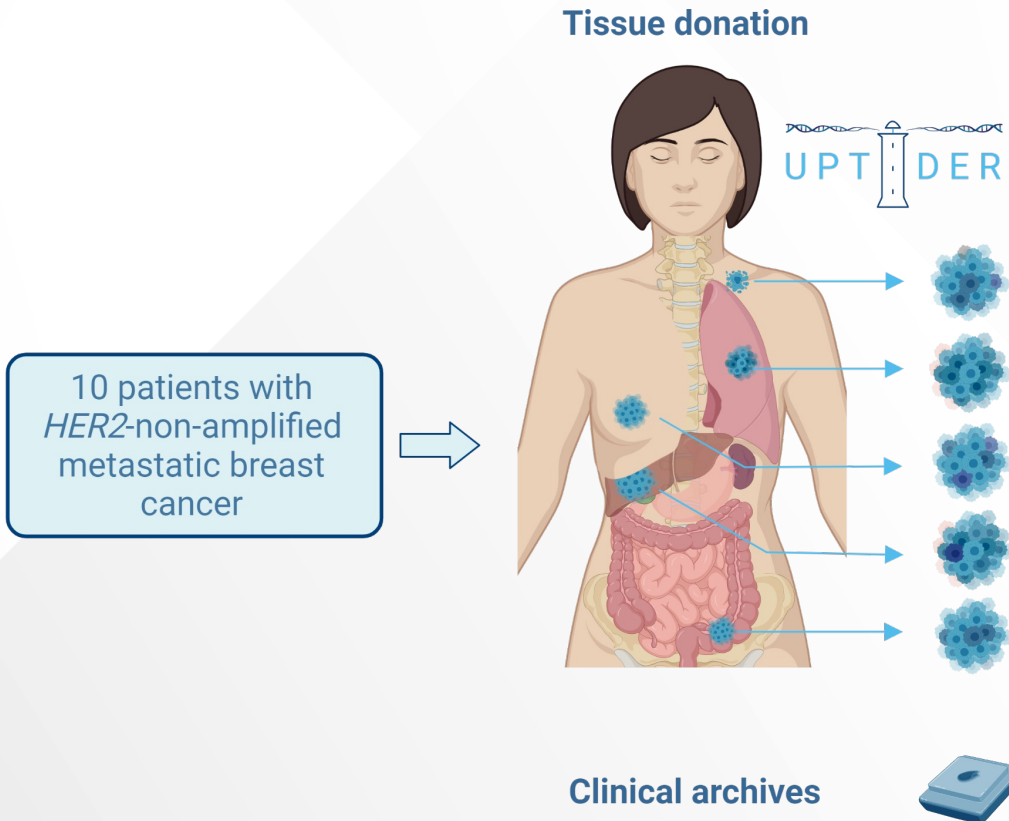 Tissue donation
UPTIDER
10 patients with
HER2-non-amplified
metastatic breast
cancer
Clinical archives